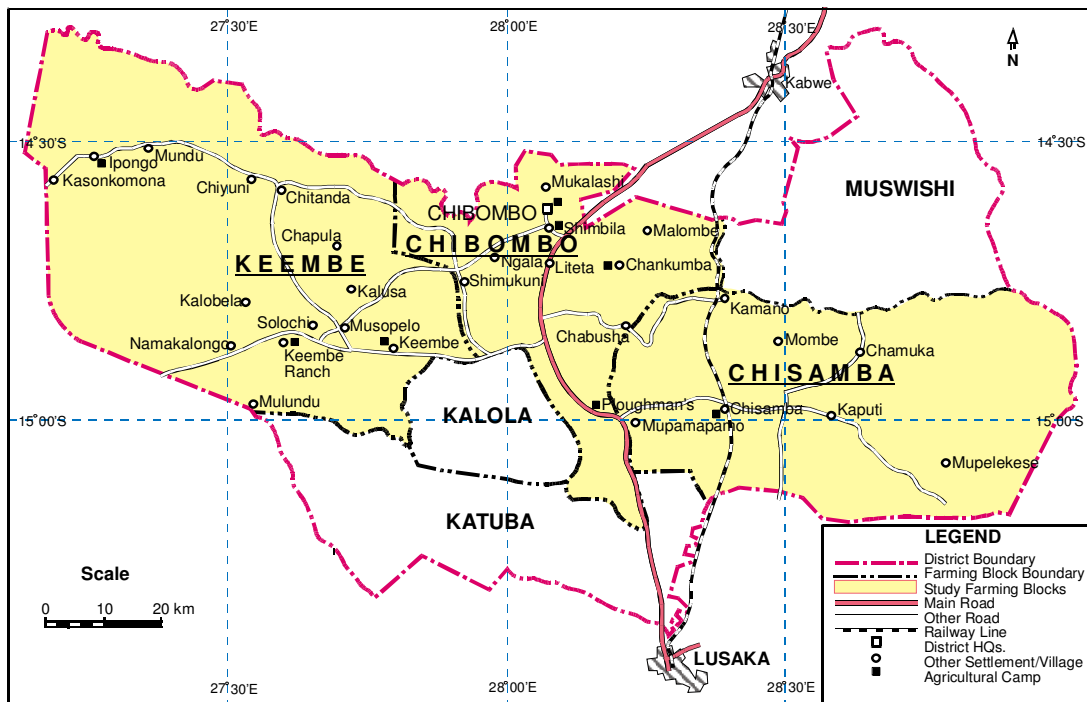 27°30'E
28°00'E
28°30'E
N
Kabwe
14°30'S
14°30'S
Mundu
Ipongo
Kasonkomona
Chiyuni
Chitanda
Mukalashi
MUSWISHI
CHIBOMBO
Shimbila
Malombe
Chapula
CHIBOMBO
KEEMBE
Ngala
Liteta
Chankumba
Shimukuni
Kalusa
Kalobela
Kamano
Solochi
Musopelo
Chabusha
Namakalongo
Keembe
Ranch
Keembe
Mombe
Chamuka
CHISAMBA
Mulundu
KALOLA
Ploughman's
Chisamba
Kaputi
15°00'S
Mupamapamo
15°00'S
Mupelekese
KATUBA
Scale
0 10 20 km
LUSAKA
27°30'E
28°00'E
28°30'E
LEGEND
District Boundary
Farming Block Boundary
Study Farming Blocks
Main Road
Other Road
Railway Line
District HQs.
Other Settlement/Village
Agricultural Camp